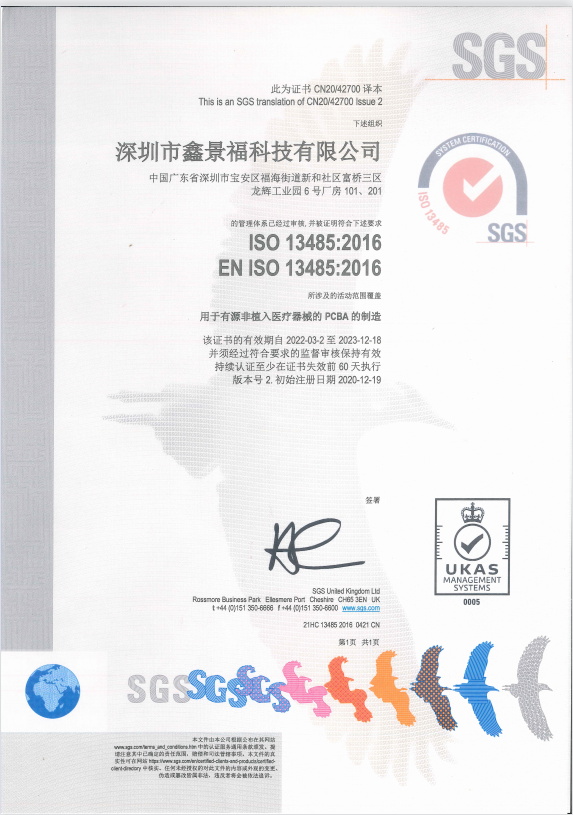 SGS
此为证书 CN20/42700 译本
This is an SGS translation of CN20/42700 Issue 2
下述组织
深圳市鑫景福科技有限公司
中国广东省深圳市宝安区福海街道新和社区富桥三区
龙辉工业园 6 号厂房 101、201
SYSTEM CERTIFICATION
ISO 13485
SGS
的管理体系已经过审核, 并被证明符合下述要求
ISO 13485:2016
EN ISO 13485:2016
所涉及的活动范围覆盖
用于有源非植入医疗器械的 PCBA 的制造
该证书的有效期自 2022-03-2 至 2023-12-18
并须经过符合要求的监督审核保持有效
持续认证至少在证书失效前 60 天执行
版本号 2. 初始注册日期 2020-12-19
签署
UKAS
MANAGEMENT
SYSTEMS
0005
SGS United Kingdom Ltd
Rossmore Business Park Ellesmere Port Cheshire CH65 3EN UK
t +44 (0)151 350-6666 f +44 (0)151 350-6600 www.sgs.com
21HC 13485 2016 0421 CN
第1页 共1页
SGSSGSSGS
本文件由本公司根据公布在其网站
www.sgs.com/terms_and_conditions.htm 中的认证服务通用条款颁发。提
请注意其中已确定的责任范围、赔偿和司法管辖事项。本文件的真
实性可在网站 https://www.sgs.com/en/certified-clients-and-products/certified-
client-directory 中核实。任何未经授权的对此文件的内容或外观的变更、
伪造或篡改皆属非法，违反者将会被依法追诉。